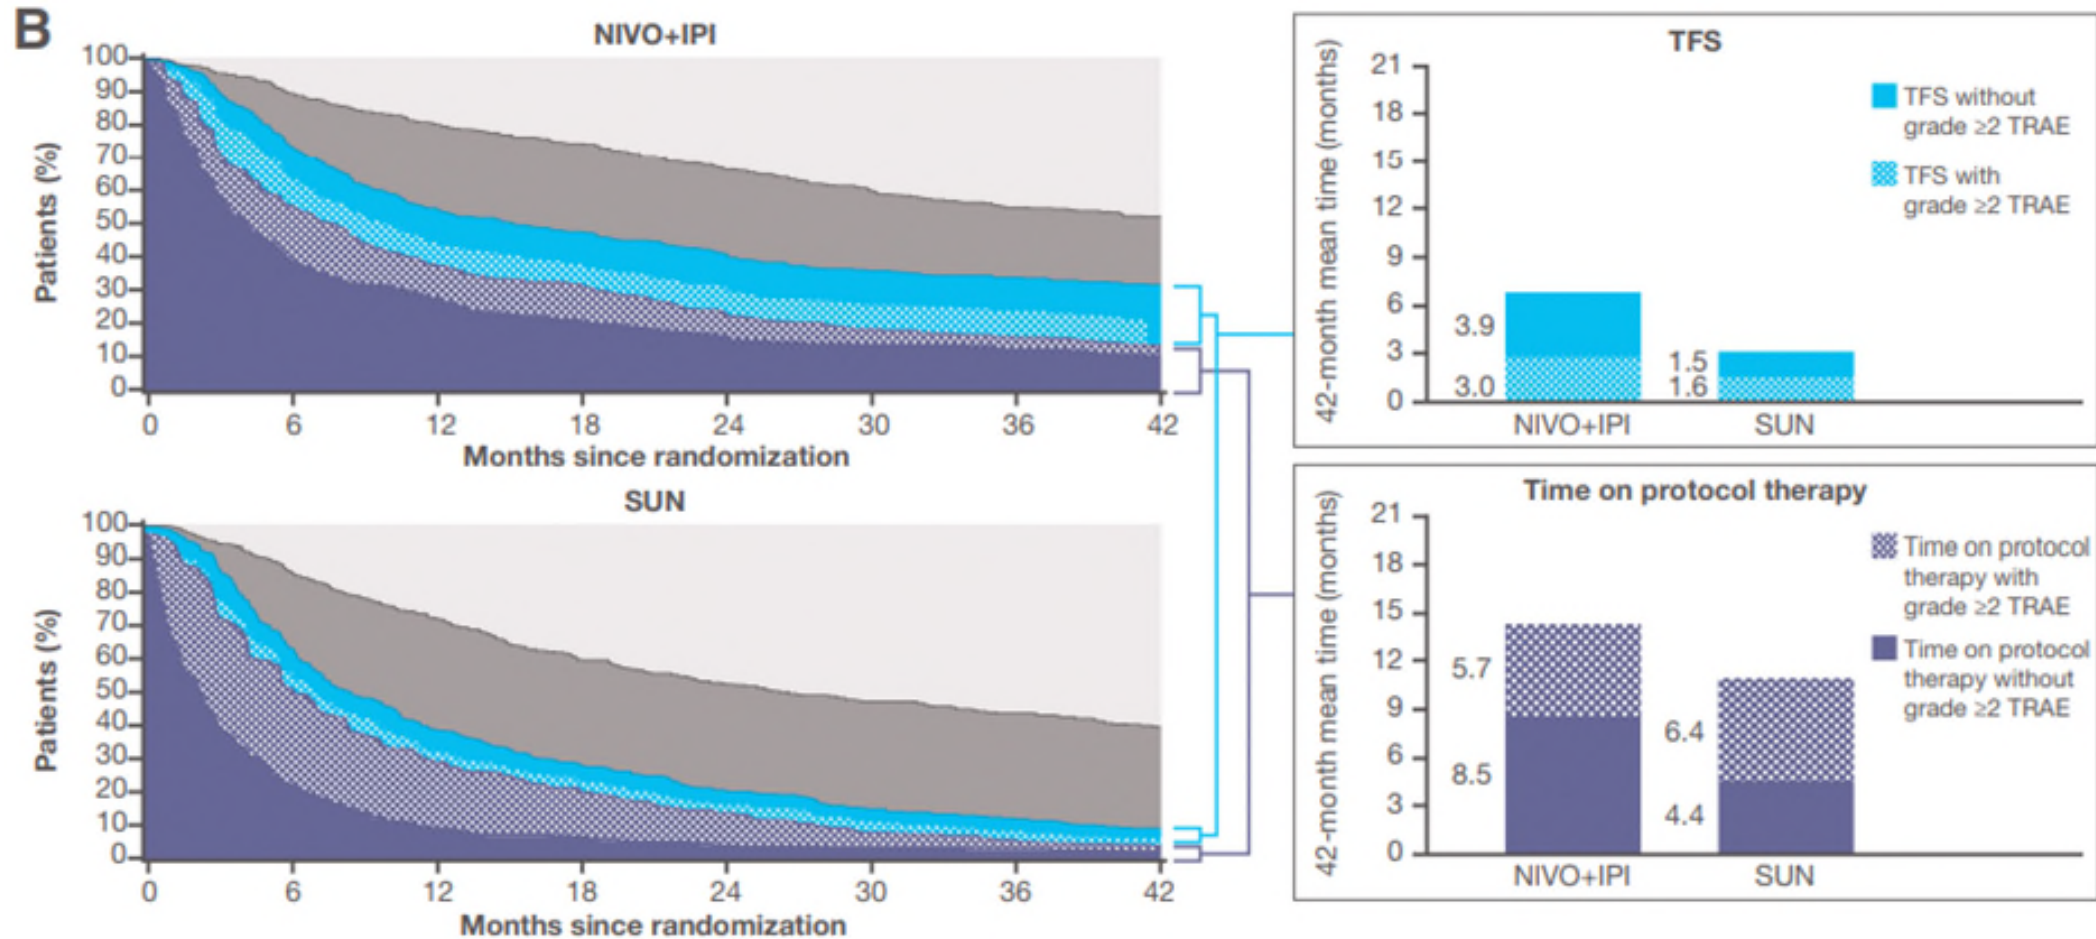 B
NIVO+IPI
Patients (%)
100
90
80
70
60
50
40
30
20
10
0
0 6 12 18 24 30 36 42
Months since randomization
SUN
Patients (%)
100
90
80
70
60
50
40
30
20
10
0
0 6 12 18 24 30 36 42
Months since randomization
TFS
42-month mean time (months)
21
18
15
12
9
6
3
0
3.9
3.0
1.5
1.6
NIVO+IPI SUN
TFS without
grade ≥2 TRAE
TFS with
grade ≥2 TRAE
Time on protocol therapy
42-month mean time (months)
21
18
15
12
9
6
3
0
5.7
8.5
6.4
4.4
NIVO+IPI SUN
Time on protocol
therapy with
grade ≥2 TRAE
Time on protocol
therapy without
grade ≥2 TRAE